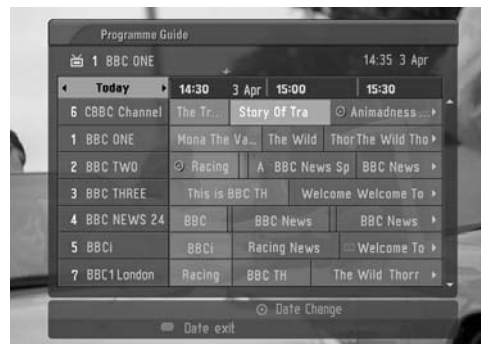 Programme Guide
1 BBC ONE 14:35 3 Apr
Today 14:30 3 Apr 15:00 15:30
6 CBBC Channel The Tr... Story Of Tra Animadness ...
1 BBC ONE Mona The Va... The Wild Thor The Wild Tho
2 BBC TWO Racing A BBC News Sp BBC News
3 BBC THREE This is BBC TH Welcome Welcome To
4 BBC NEWS 24 BBC BBC News BBC News
5 BBCi BBCi Racing News Welcome To
7 BBC1 London Racing BBC TH The Wild Thorr
Date Change
Date exit